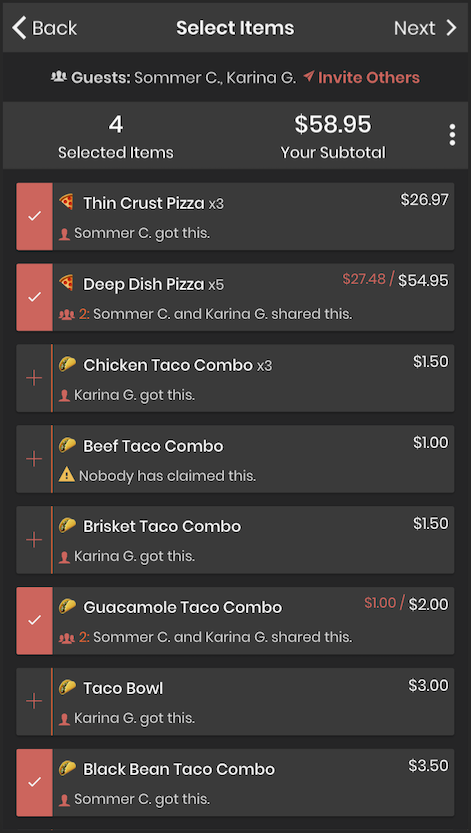 Back Select Items Next
Guests: Sommer C., Karina G. Invite Others
4 $58.95
Selected Items Your Subtotal
Thin Crust Pizza x3 $26.97
Sommer C. got this.
Deep Dish Pizza x5 $27.48 / $54.95
2: Sommer C. and Karina G. shared this.
Chicken Taco Combo x3 $1.50
Karina G. got this.
Beef Taco Combo $1.00
Nobody has claimed this.
Brisket Taco Combo $1.50
Karina G. got this.
Guacamole Taco Combo $1.00 / $2.00
2: Sommer C. and Karina G. shared this.
Taco Bowl $3.00
Karina G. got this.
Black Bean Taco Combo $3.50
Sommer C. got this.